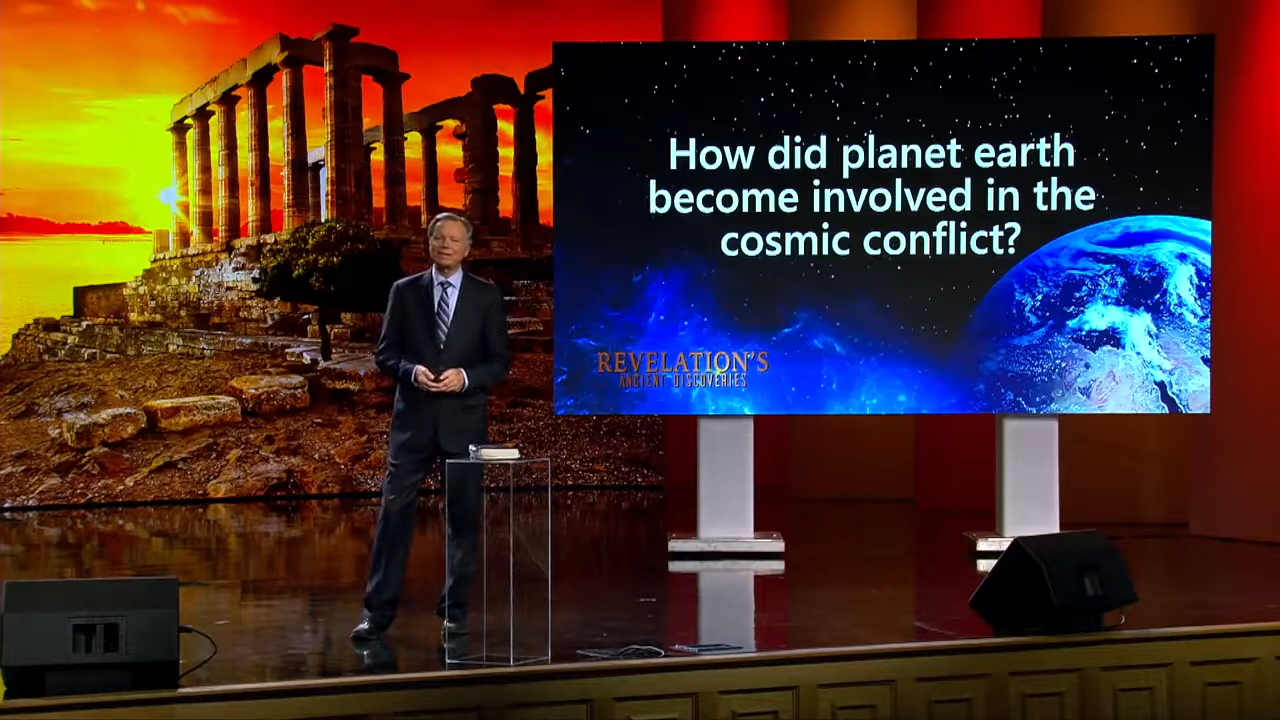 How did planet earth
become involved in the
cosmic conflict?
REVELATION'S
ANCIENT DISCOVERIES